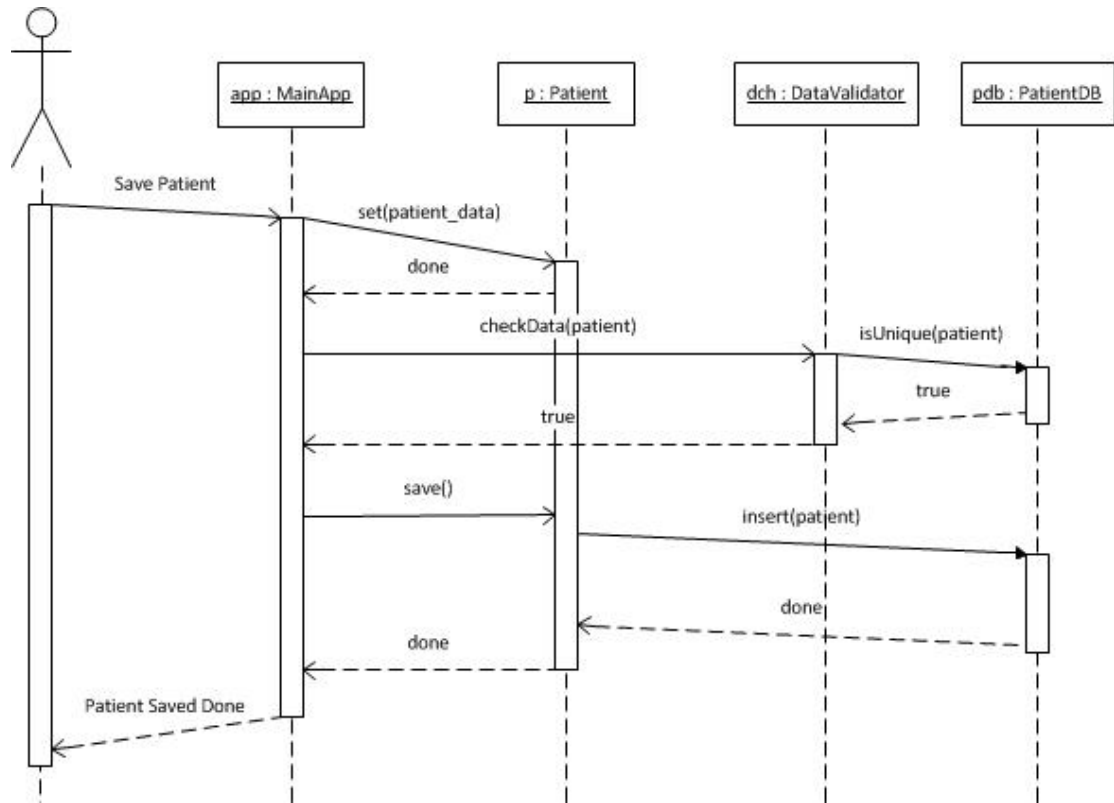 app : MainApp
p : Patient
dch : DataValidator
pdb : PatientDB
Save Patient
set(patient_data)
done
checkData(patient)
isUnique(patient)
true
true
save()
insert(patient)
done
done
Patient Saved Done